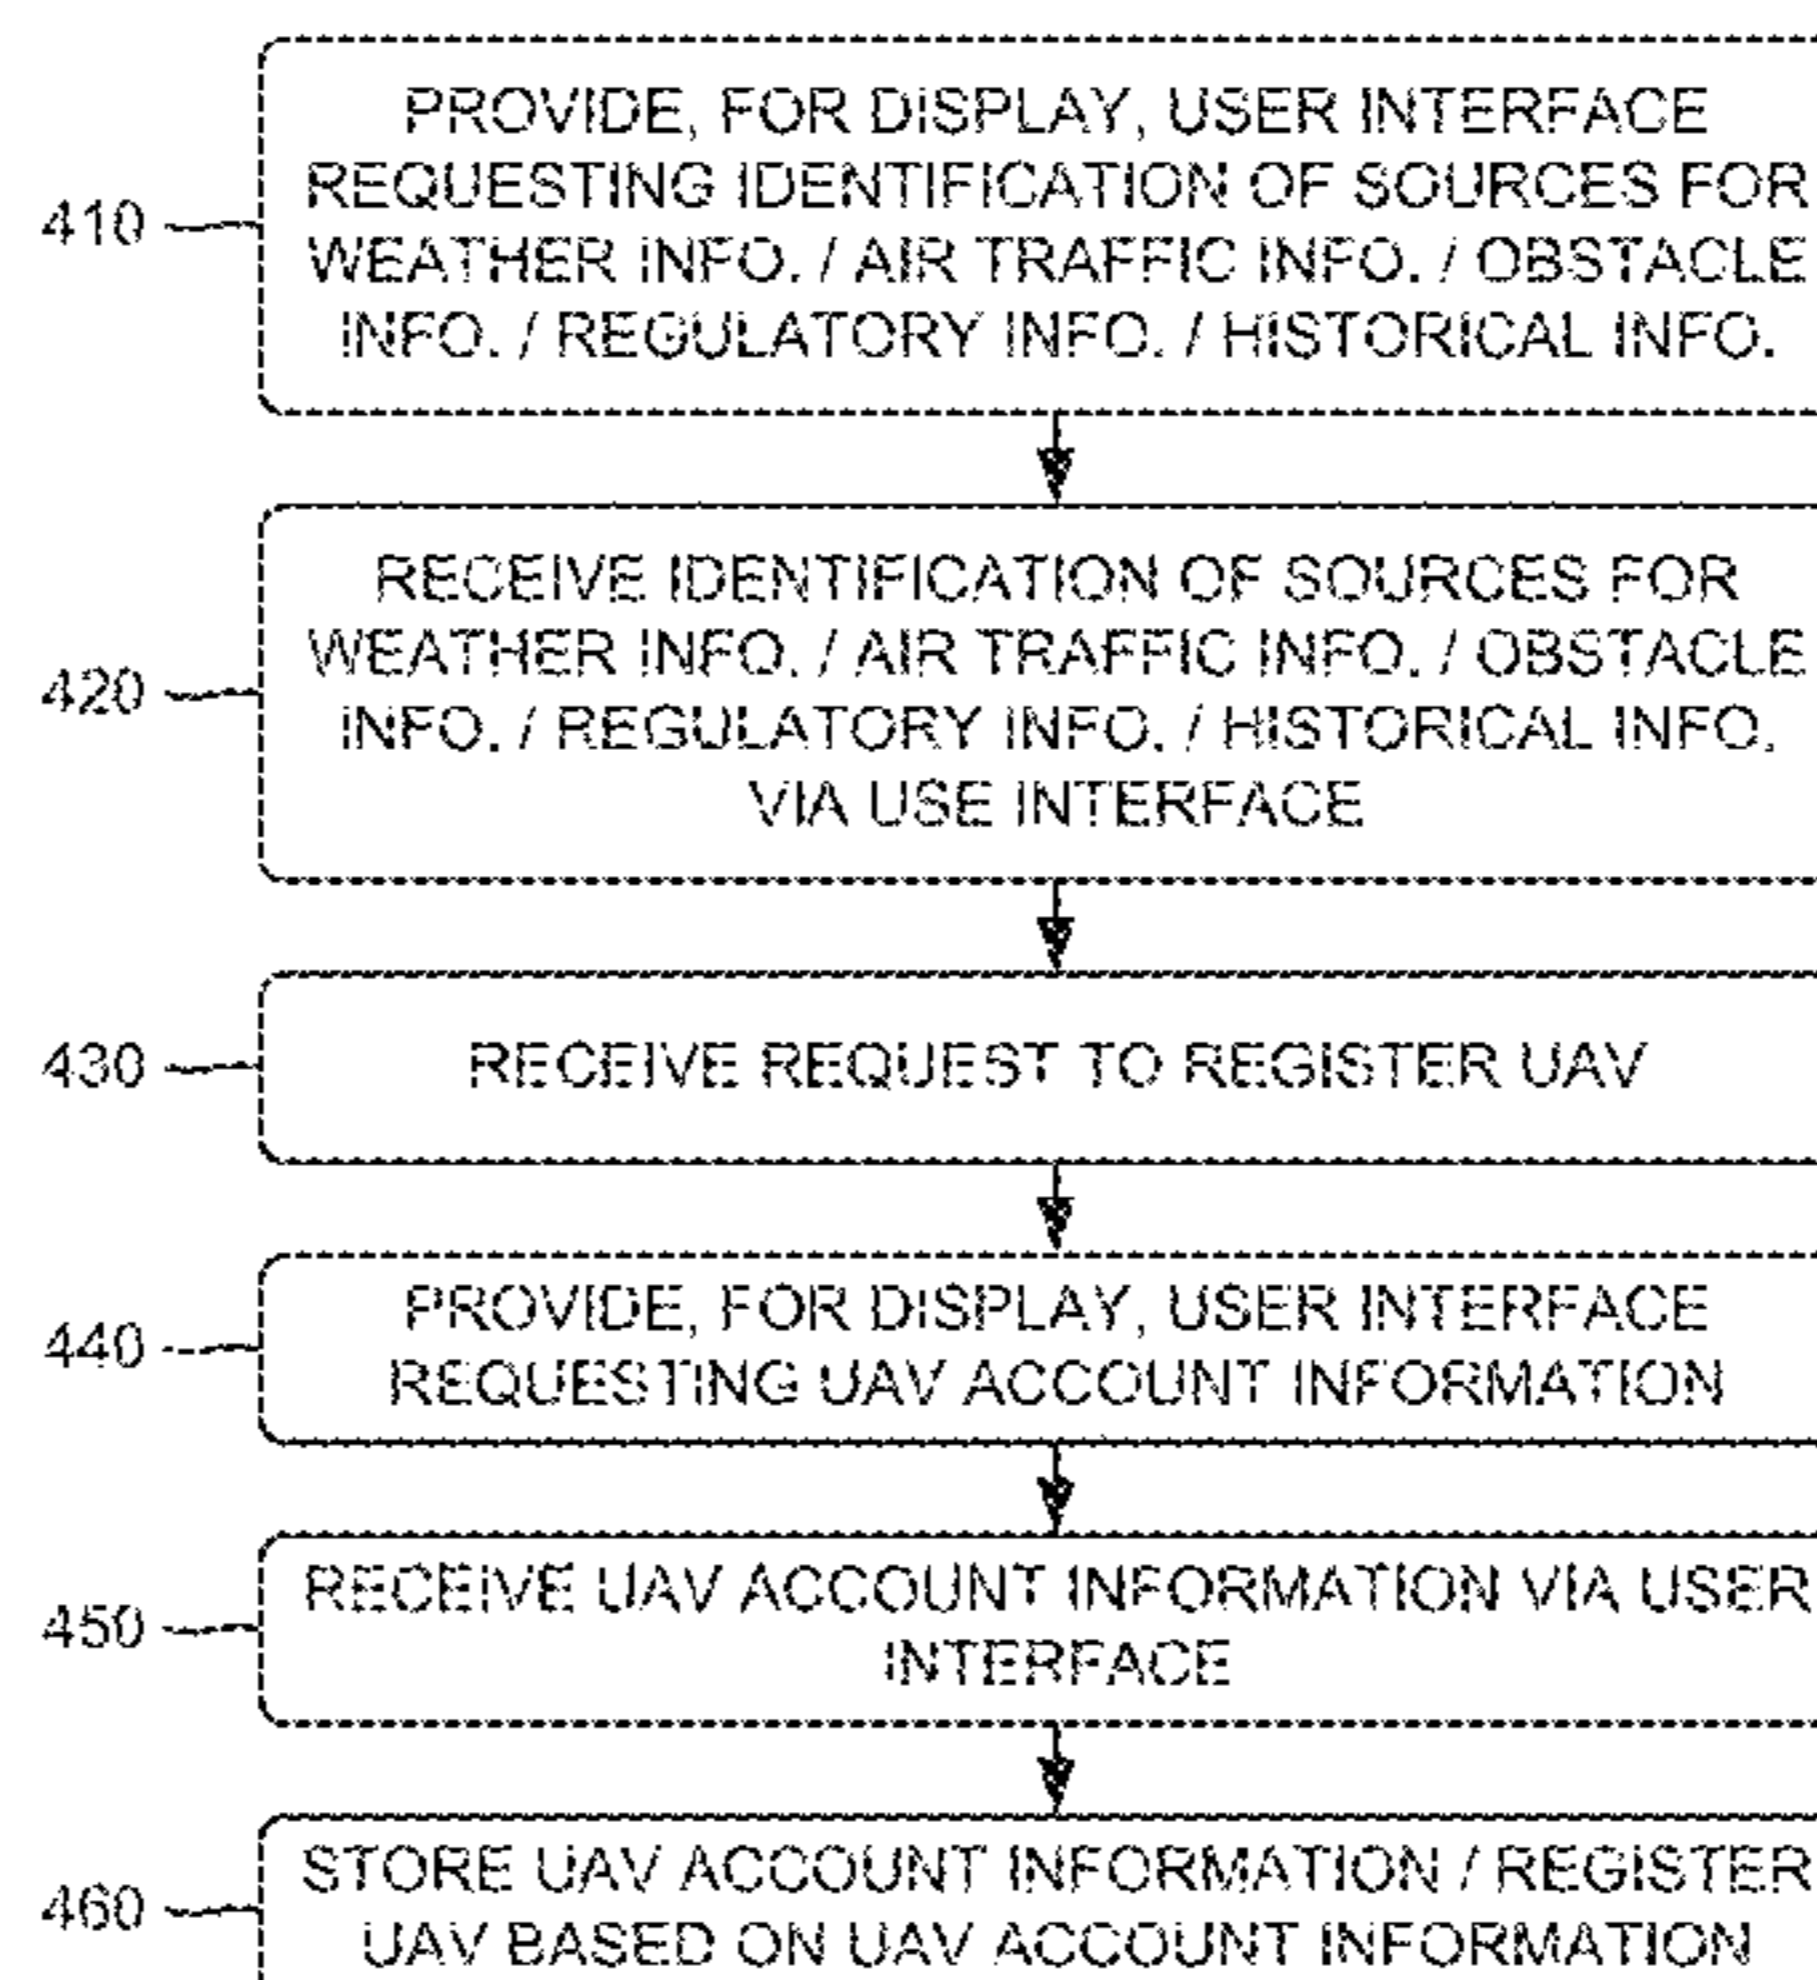 PROVIDE, FOR DISPLAY, USER INTERFACE
REQUESTING IDENTIFICATION OF SOURCES FOR
410
WEATHER INFO. / AIR TRAFFIC INFO. / OBSTACLE
INFO. / REGULATORY INFO. / HISTORICAL INFO.
RECEIVE IDENTIFICATION OF SOURCES FOR
WEATHER INFO. / AIR TRAFFIC INFO. / OBSTACLE
420
INFO. / REGULATORY INFO. / HISTORICAL INFO.
VIA USE INTERFACE
430
RECEIVE REQUEST TO REGISTER UAV
PROVIDE, FOR DISPLAY, USER INTERFACE
440
REQUESTING UAV ACCOUNT INFORMATION
RECEIVE UAV ACCOUNT INFORMATION VIA USER
450
INTERFACE
STORE UAV ACCOUNT INFORMATION / REGISTER
460
UAV BASED ON UAV ACCOUNT INFORMATION